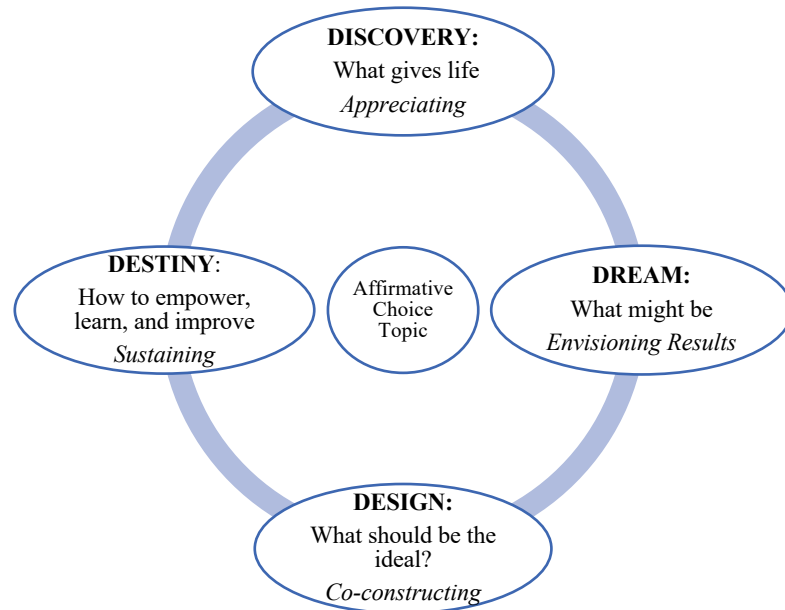 DISCOVERY:
What gives life
Appreciating
DESTINY:
How to empower,
learn, and improve
Sustaining
Affirmative
Choice
Topic
DREAM:
What might be
Envisioning Results
DESIGN:
What should be the
ideal?
Co-constructing